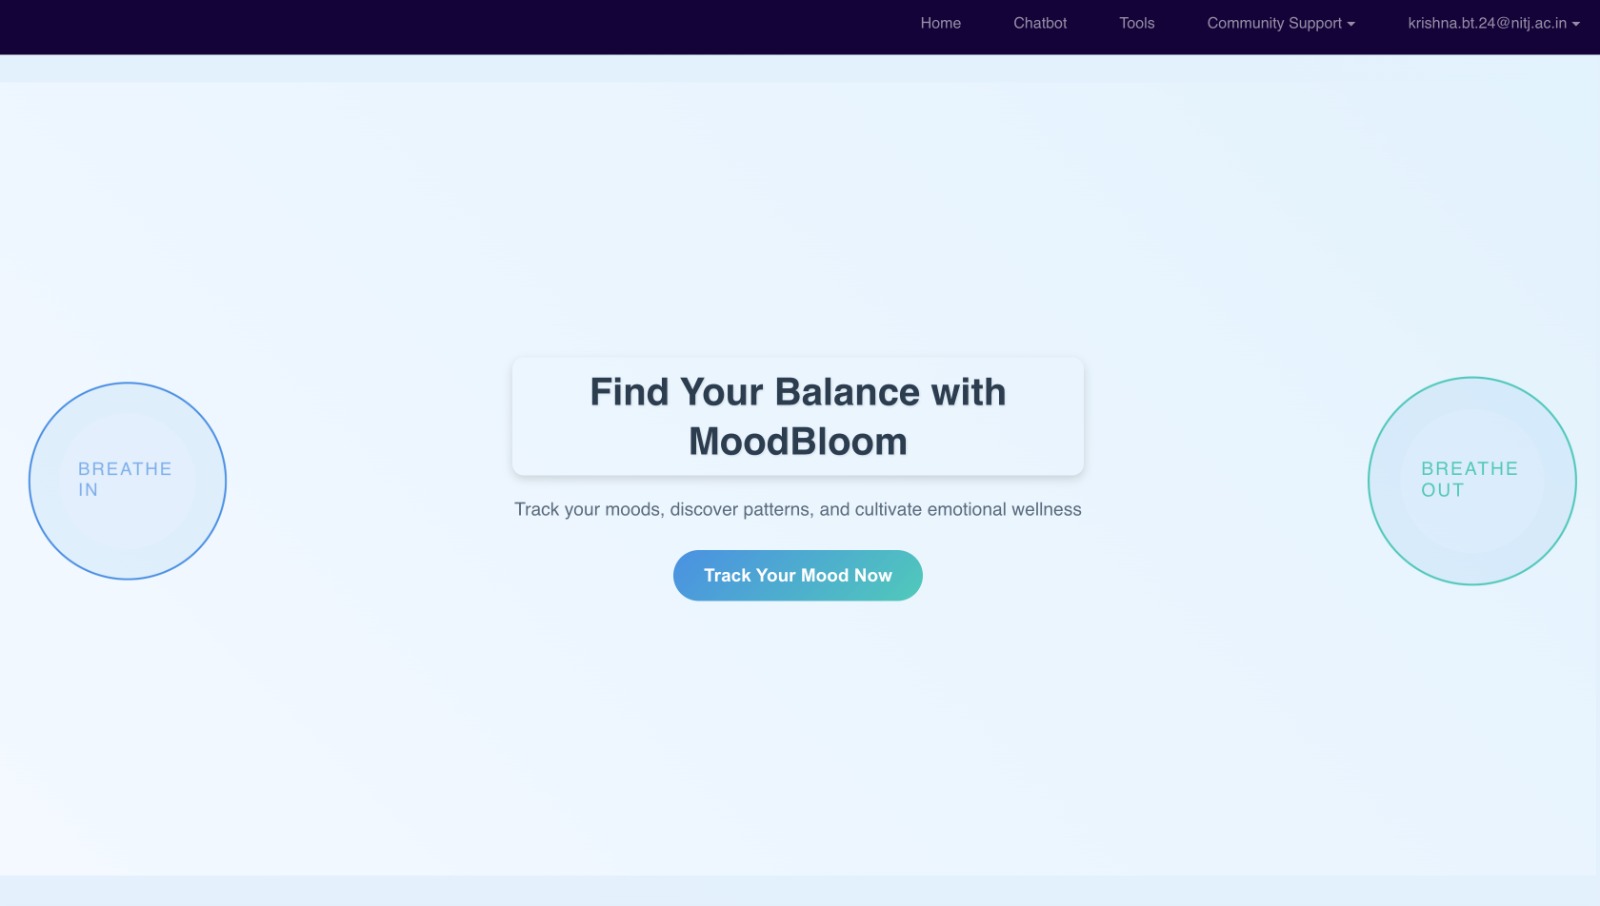 Home Chatbot Tools Community Support krishna.bt.24@nitj.ac.in
Find Your Balance with
MoodBloom
Track your moods, discover patterns, and cultivate emotional wellness
Track Your Mood Now
BREATHE
IN
BREATHE
OUT